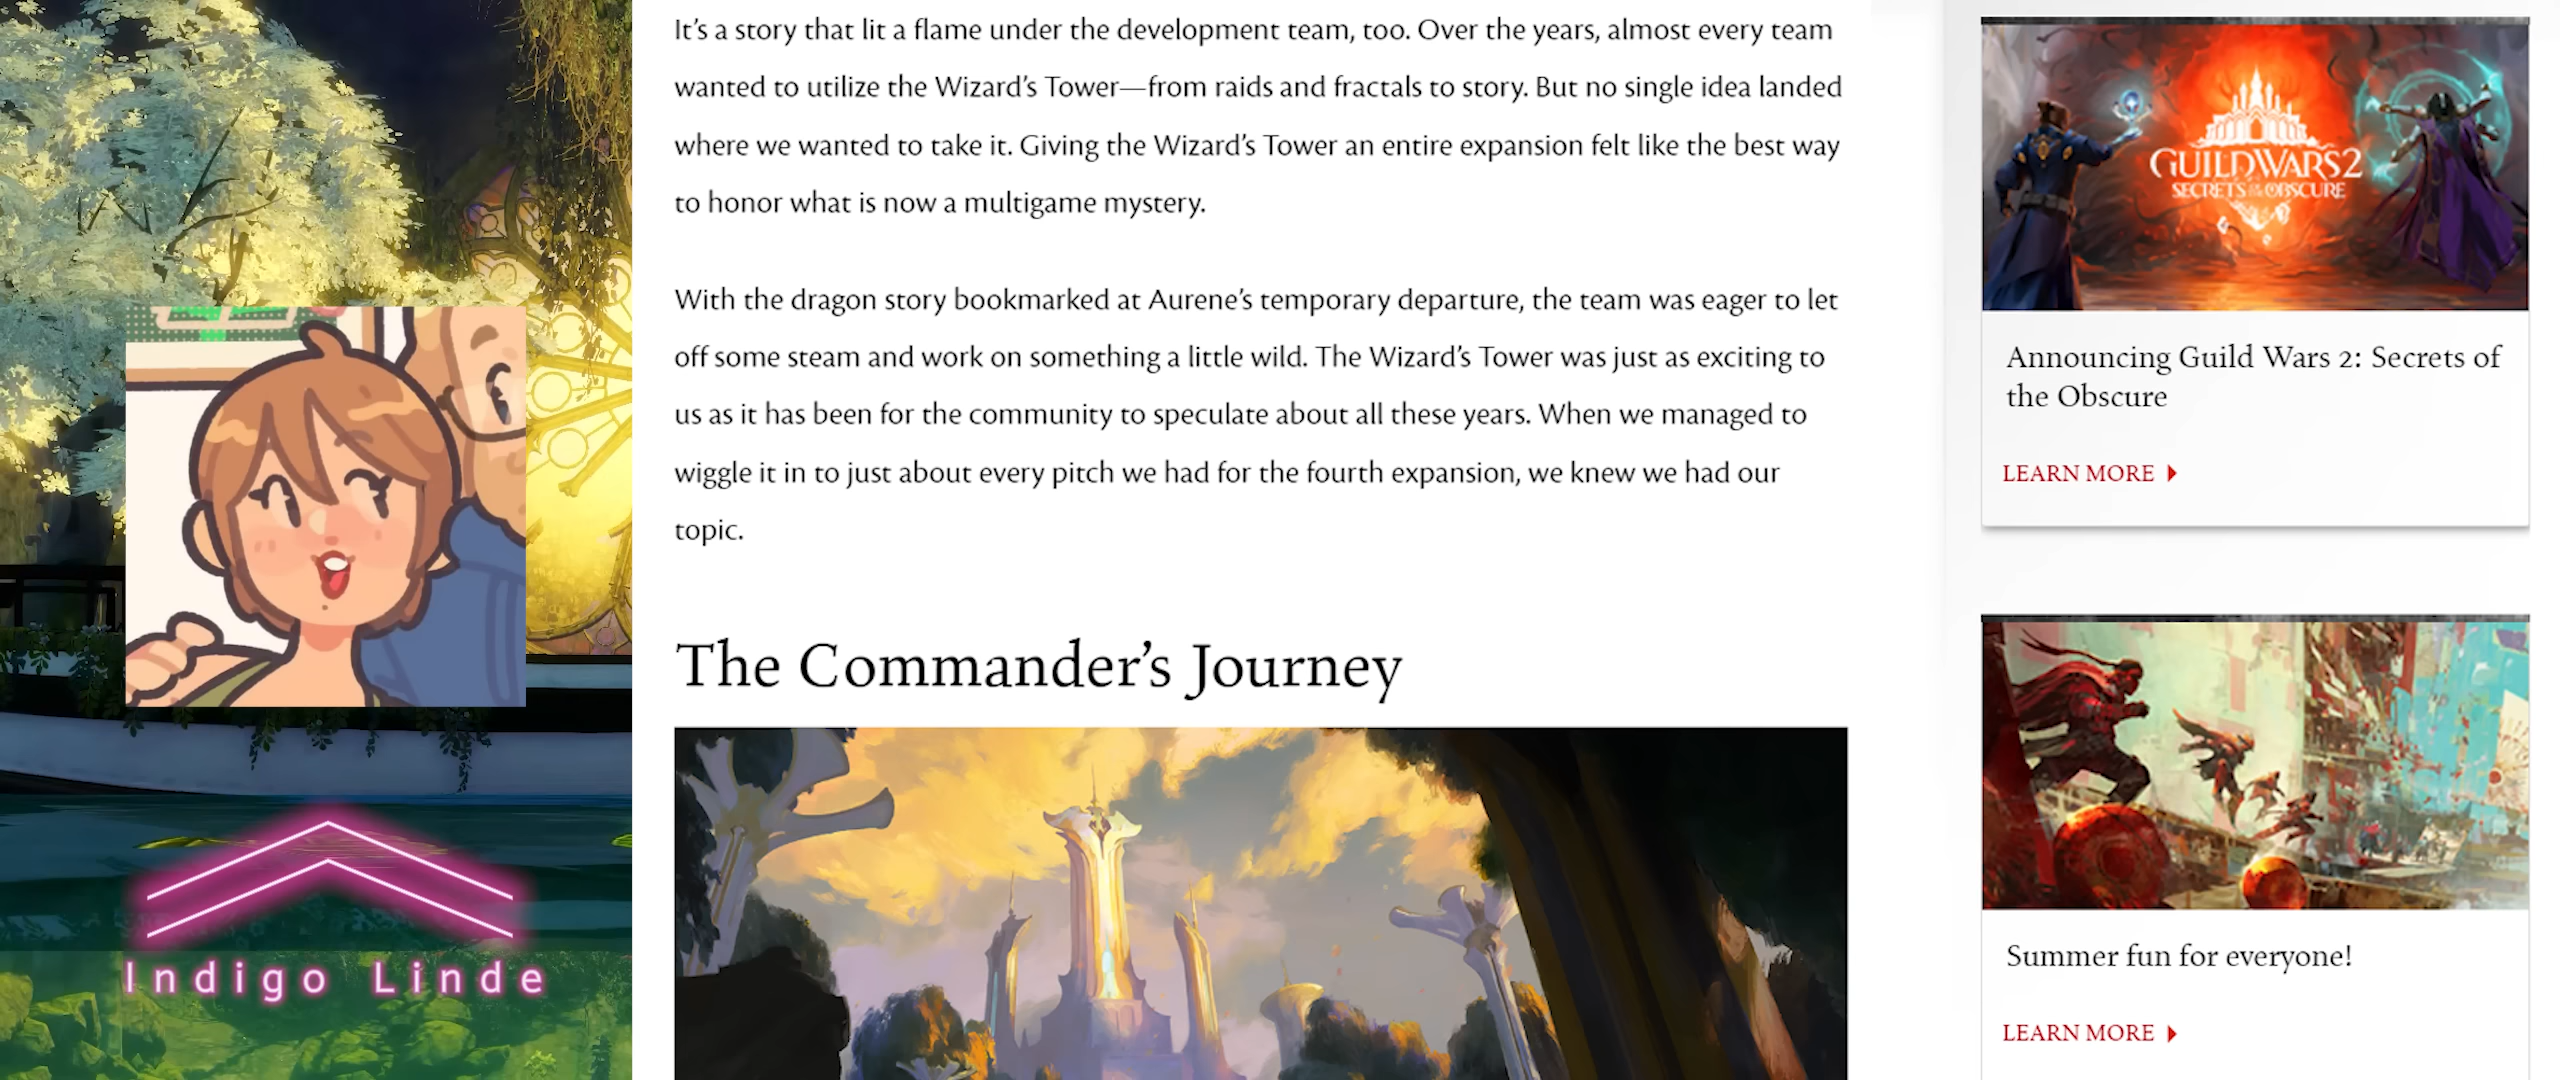 It’s a story that lit a flame under the development team, too. Over the years, almost every team
wanted to utilize the Wizard’s Tower—from raids and fractals to story. But no single idea landed
where we wanted to take it. Giving the Wizard’s Tower an entire expansion felt like the best way
to honor what is now a multigame mystery.
With the dragon story bookmarked at Aurene’s temporary departure, the team was eager to let
off some steam and work on something a little wild. The Wizard’s Tower was just as exciting to
us as it has been for the community to speculate about all these years. When we managed to
wiggle it in to just about every pitch we had for the fourth expansion, we knew we had our
topic.
The Commander’s Journey
Indigo Linde
GUILD WARS 2
SECRETS OF THE OBSCURE
Announcing Guild Wars 2: Secrets of
the Obscure
LEARN MORE
Summer fun for everyone!
LEARN MORE